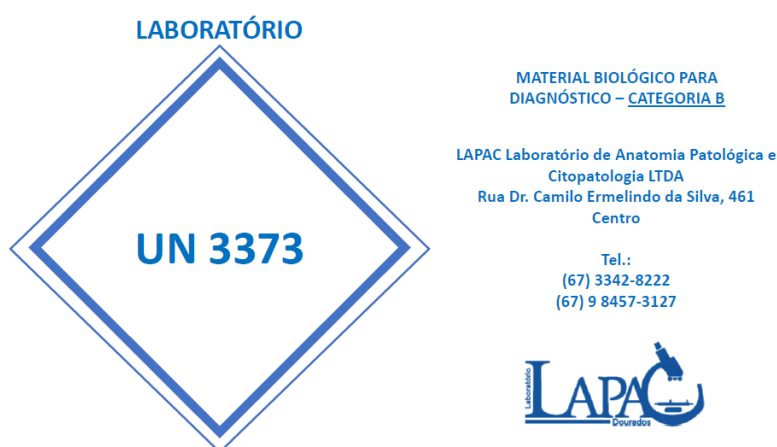 LABORATÓRIO
UN 3373
MATERIAL BIOLÓGICO PARA
DIAGNÓSTICO – CATEGORIA B
LAPAC Laboratório de Anatomia Patológica e
Citopatologia LTDA
Rua Dr. Camilo Ermelindo da Silva, 461
Centro
Tel.:
(67) 3342-8222
(67) 9 8457-3127
Laboratório
LAPAC
Dourados